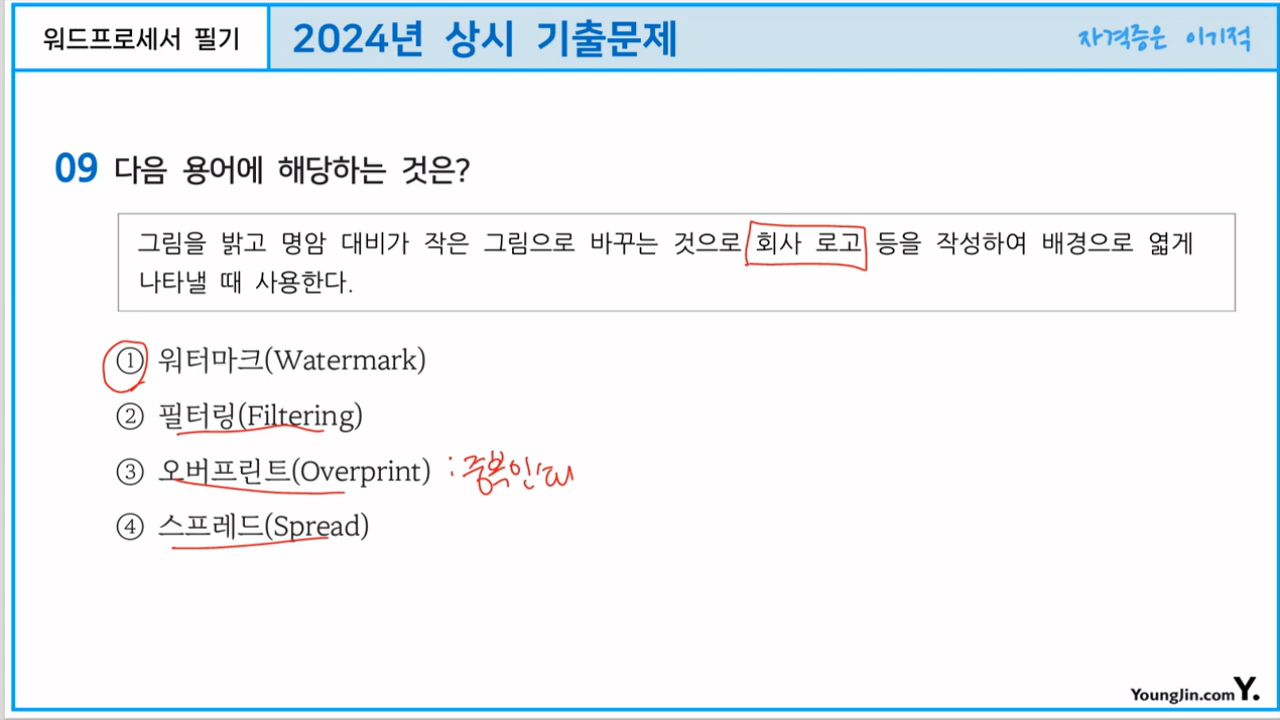 워드프로세서 필기
2024년 상시 기출문제
자격증은 이기적
09 다음 용어에 해당하는 것은?
그림을 밝고 명암 대비가 작은 그림으로 바꾸는 것으로 회사 로고 등을 작성하여 배경으로 엷게
나타낼 때 사용한다.
① 워터마크(Watermark)
② 필터링(Filtering)
③ 오버프린트(Overprint) : 중복인쇄
④ 스프레드(Spread)
YoungJin.com Y.